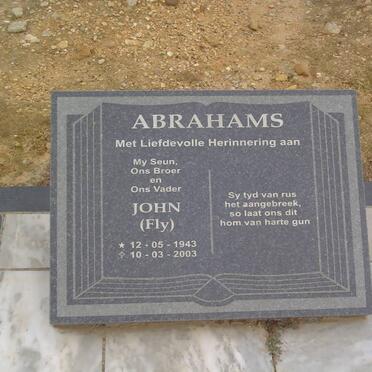 ABRAHAMS
Met Liefdevolle Herinnering aan
My Seun,
Ons Broer
en
Ons Vader
JOHN
(Fly)
★ 12 - 05 - 1943
✞ 10 - 03 - 2003
Sy tyd van rus
het aangebreek,
so laat ons dit
hom van harte gun